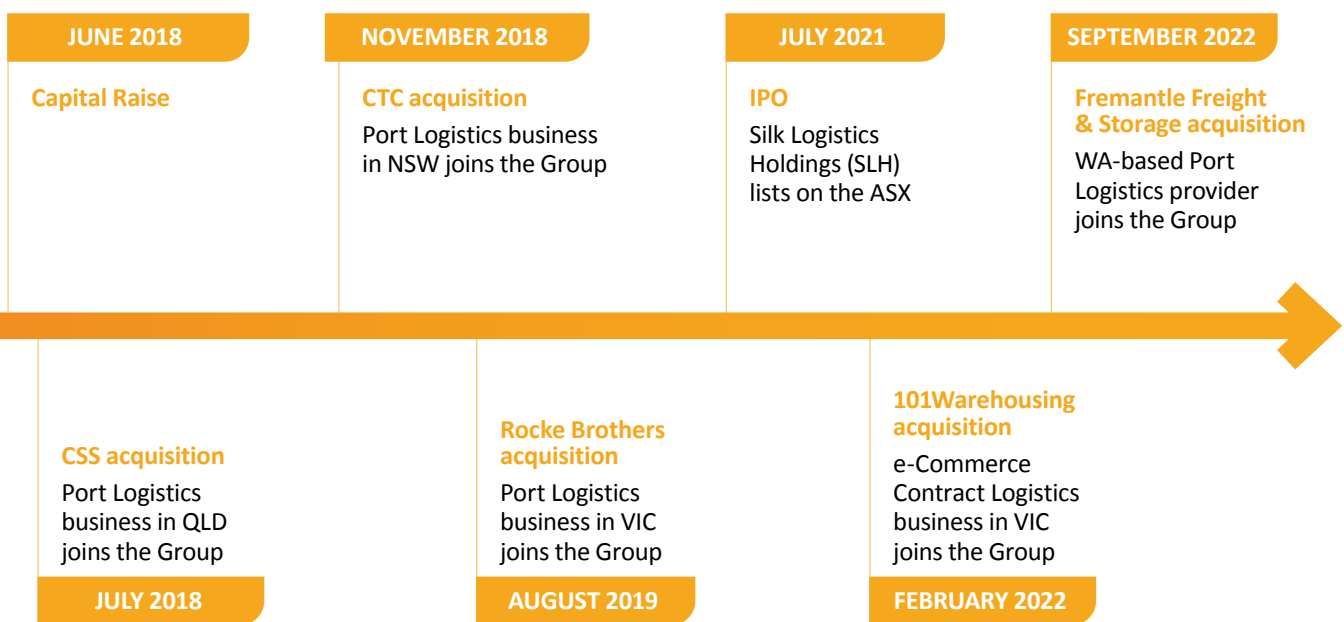 JUNE 2018
Capital Raise
NOVEMBER 2018
CTC acquisition
Port Logistics business
in NSW joins the Group
JULY 2021
IPO
Silk Logistics
Holdings (SLH)
lists on the ASX
SEPTEMBER 2022
Fremantle Freight
& Storage acquisition
WA-based Port
Logistics provider
joins the Group
CSS acquisition
Port Logistics
business in QLD
joins the Group
JULY 2018
Rocke Brothers
acquisition
Port Logistics
business in VIC
joins the Group
AUGUST 2019
101Warehousing
acquisition
e-Commerce
Contract Logistics
business in VIC
joins the Group
FEBRUARY 2022